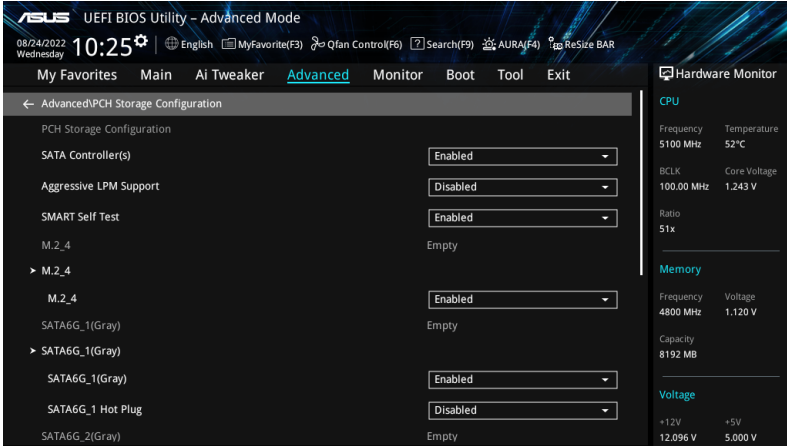 ASUS UEFI BIOS Utility – Advanced Mode
08/24/2022 Wednesday 10:25 English MyFavorite(F3) Qfan Control(F6) ? Search(F9) AURA(F4) ReSize BAR
My Favorites Main Ai Tweaker Advanced Monitor Boot Tool Exit
← Advanced\PCH Storage Configuration
PCH Storage Configuration
SATA Controller(s) Enabled
Aggressive LPM Support Disabled
SMART Self Test Enabled
M.2_4 Empty
M.2_4
M.2_4 Enabled
SATA6G_1(Gray) Empty
SATA6G_1(Gray)
SATA6G_1(Gray) Enabled
SATA6G_1 Hot Plug Disabled
SATA6G_2(Gray) Empty
Hardware Monitor
CPU
Frequency Temperature
5100 MHz 52°C
BCLK Core Voltage
100.00 MHz 1.243 V
Ratio
51x
Memory
Frequency Voltage
4800 MHz 1.120 V
Capacity
8192 MB
Voltage
+12V +5V
12.096 V 5.000 V